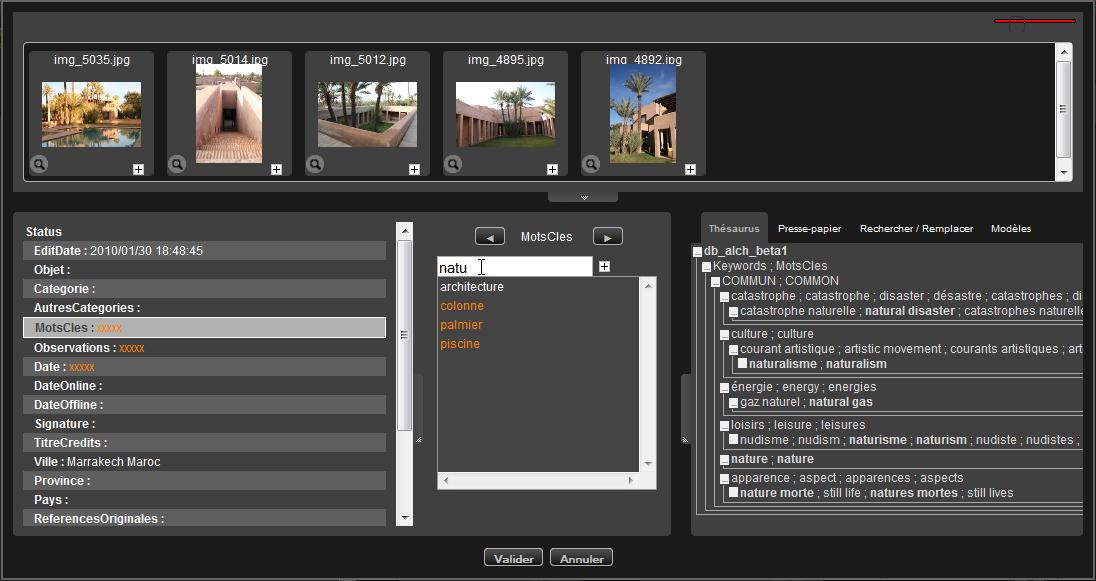 img_5035.jpg
img_5014.jpg
img_5012.jpg
img_4895.jpg
img_4892.jpg
Status
EditDate : 2010/01/30 18:48:45
Objet :
Categorie :
AutresCategories :
MotsCles : xxxxx
Observations : xxxxx
Date : xxxxx
DateOnline :
DateOffline :
Signature :
TitreCredits :
Ville : Marrakech Maroc
Province :
Pays :
ReferencesOriginales :
MotsCles
natu
architecture
colonne
palmier
piscine
Thésaurus Presse-papier Rechercher / Remplacer Modèles
db_alch_beta1
Keywords ; MotsCles
COMMUN ; COMMON
catastrophe ; catastrophe ; disaster ; désastre ; catastrophes ; di
catastrophe naturelle ; natural disaster ; catastrophes naturelle
culture ; culture
courant artistique ; artistic movement ; courants artistiques ; art
naturalisme ; naturalism
énergie ; energy ; energies
gaz naturel ; natural gas
loisirs ; leisure ; leisures
nudisme ; nudism ; naturisme ; naturism ; nudiste ; nudistes ;
nature ; nature
apparence ; aspect ; apparences ; aspects
nature morte ; still life ; natures mortes ; still lives
Valider Annuler